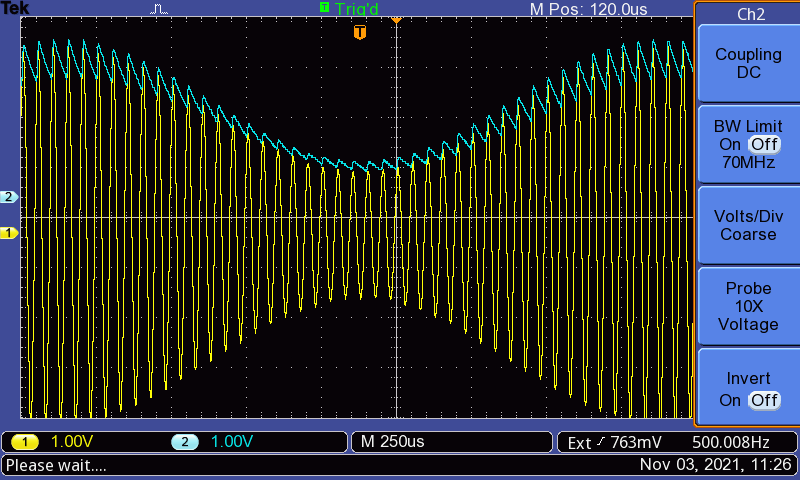 Tek Trig'd M Pos: 120.0us
T
Ch2
Coupling
DC
BW Limit
On Off
70MHz
Volts/Div
Coarse
Probe
10X
Voltage
Invert
On Off
2
1
1 1.00V 2 1.00V M 250us Ext 763mV 500.008Hz
Please wait.... Nov 03, 2021, 11:26